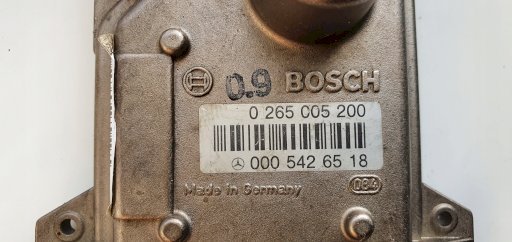 0.9 BOSCH
0 265 005 200
000 542 65 18
Made in Germany 084